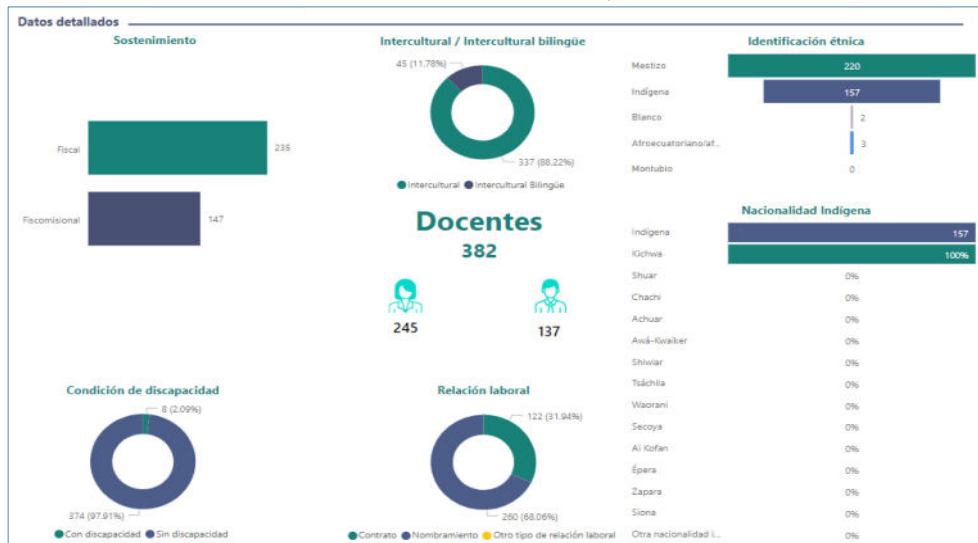 Datos detallados
Sostenimiento
Fiscal
235
Fiscomisional
147
Intercultural / Intercultural bilingüe
45 (11.78%)
337 (88.22%)
Intercultural Intercultural Bilingüe
Identificación étnica
Mestizo 220
Indígena 157
Blanco 2
Afroecuatoriano/af... 3
Montubio 0
Docentes
382
245 137
Nacionalidad Indígena
Indígena 157
Kichwa 100%
Shuar 0%
Chachi 0%
Achuar 0%
Awá-Kwaiker 0%
Shiwiar 0%
Tsáchila 0%
Waorani 0%
Secoya 0%
Ai Kofan 0%
Épera 0%
Zapara 0%
Siona 0%
Otra nacionalidad i... 0%
Condición de discapacidad
8 (2.09%)
374 (97.91%)
Con discapacidad Sin discapacidad
Relación laboral
122 (31.94%)
260 (68.06%)
Contrato Nombramiento Otro tipo de relación laboral